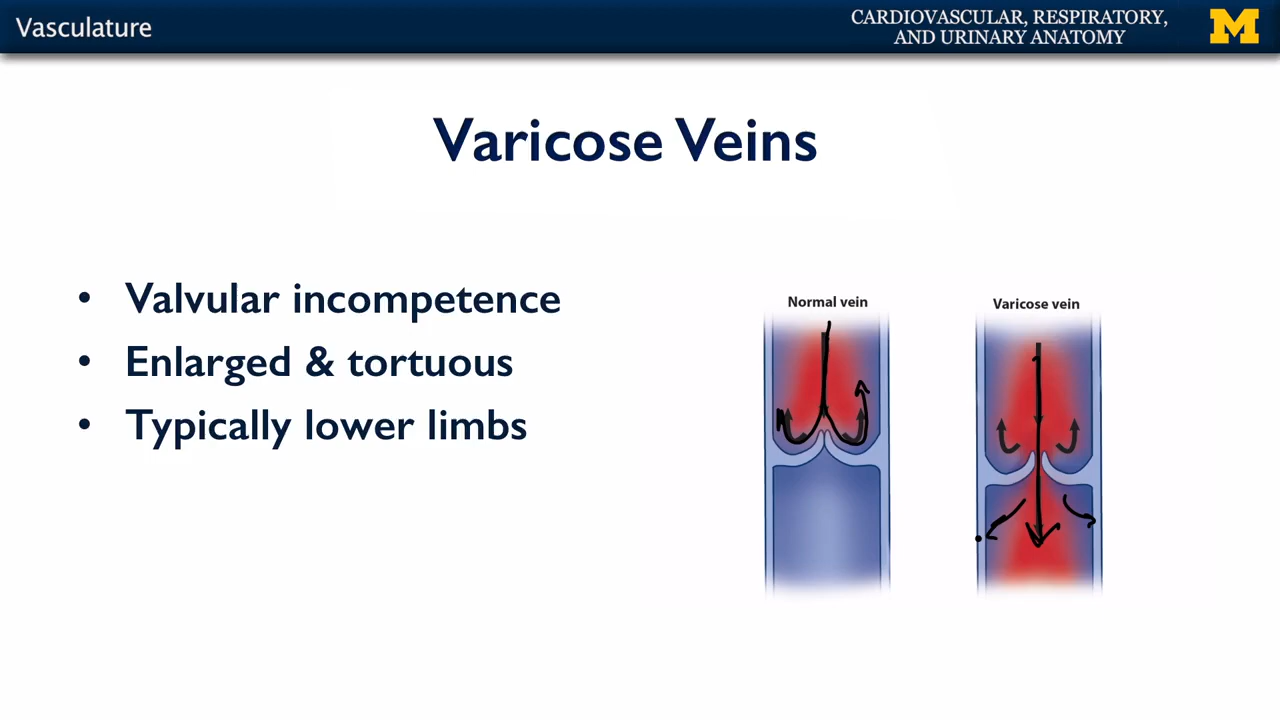 Vasculature
CARDIOVASCULAR, RESPIRATORY,
AND URINARY ANATOMY
M
Varicose Veins
• Valvular incompetence
• Enlarged & tortuous
• Typically lower limbs
Normal vein
Varicose vein